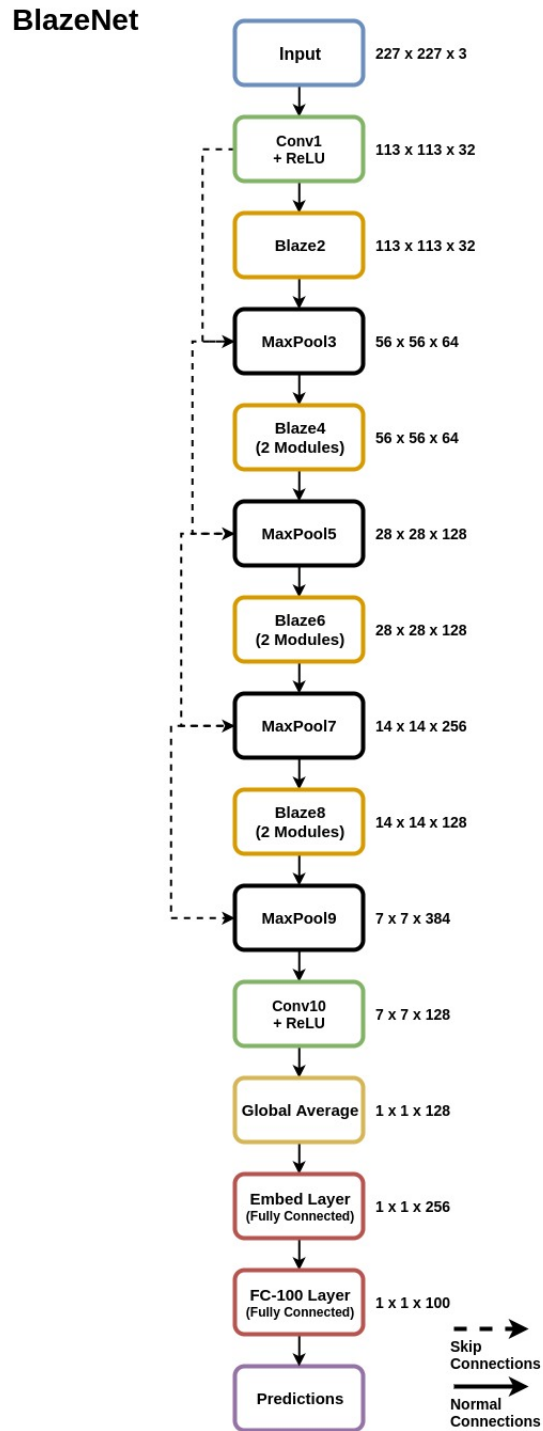 BlazeNet
Input
227 x 227 x 3
Conv1
+ ReLU
113 x 113 x 32
Blaze2
113 x 113 x 32
MaxPool3
56 x 56 x 64
Blaze4
(2 Modules)
56 x 56 x 64
MaxPool5
28 x 28 x 128
Blaze6
(2 Modules)
28 x 28 x 128
MaxPool7
14 x 14 x 256
Blaze8
(2 Modules)
14 x 14 x 128
MaxPool9
7 x 7 x 384
Conv10
+ ReLU
7 x 7 x 128
Global Average
1 x 1 x 128
Embed Layer
(Fully Connected)
1 x 1 x 256
FC-100 Layer
(Fully Connected)
1 x 1 x 100
Predictions
Skip
Connections
Normal
Connections